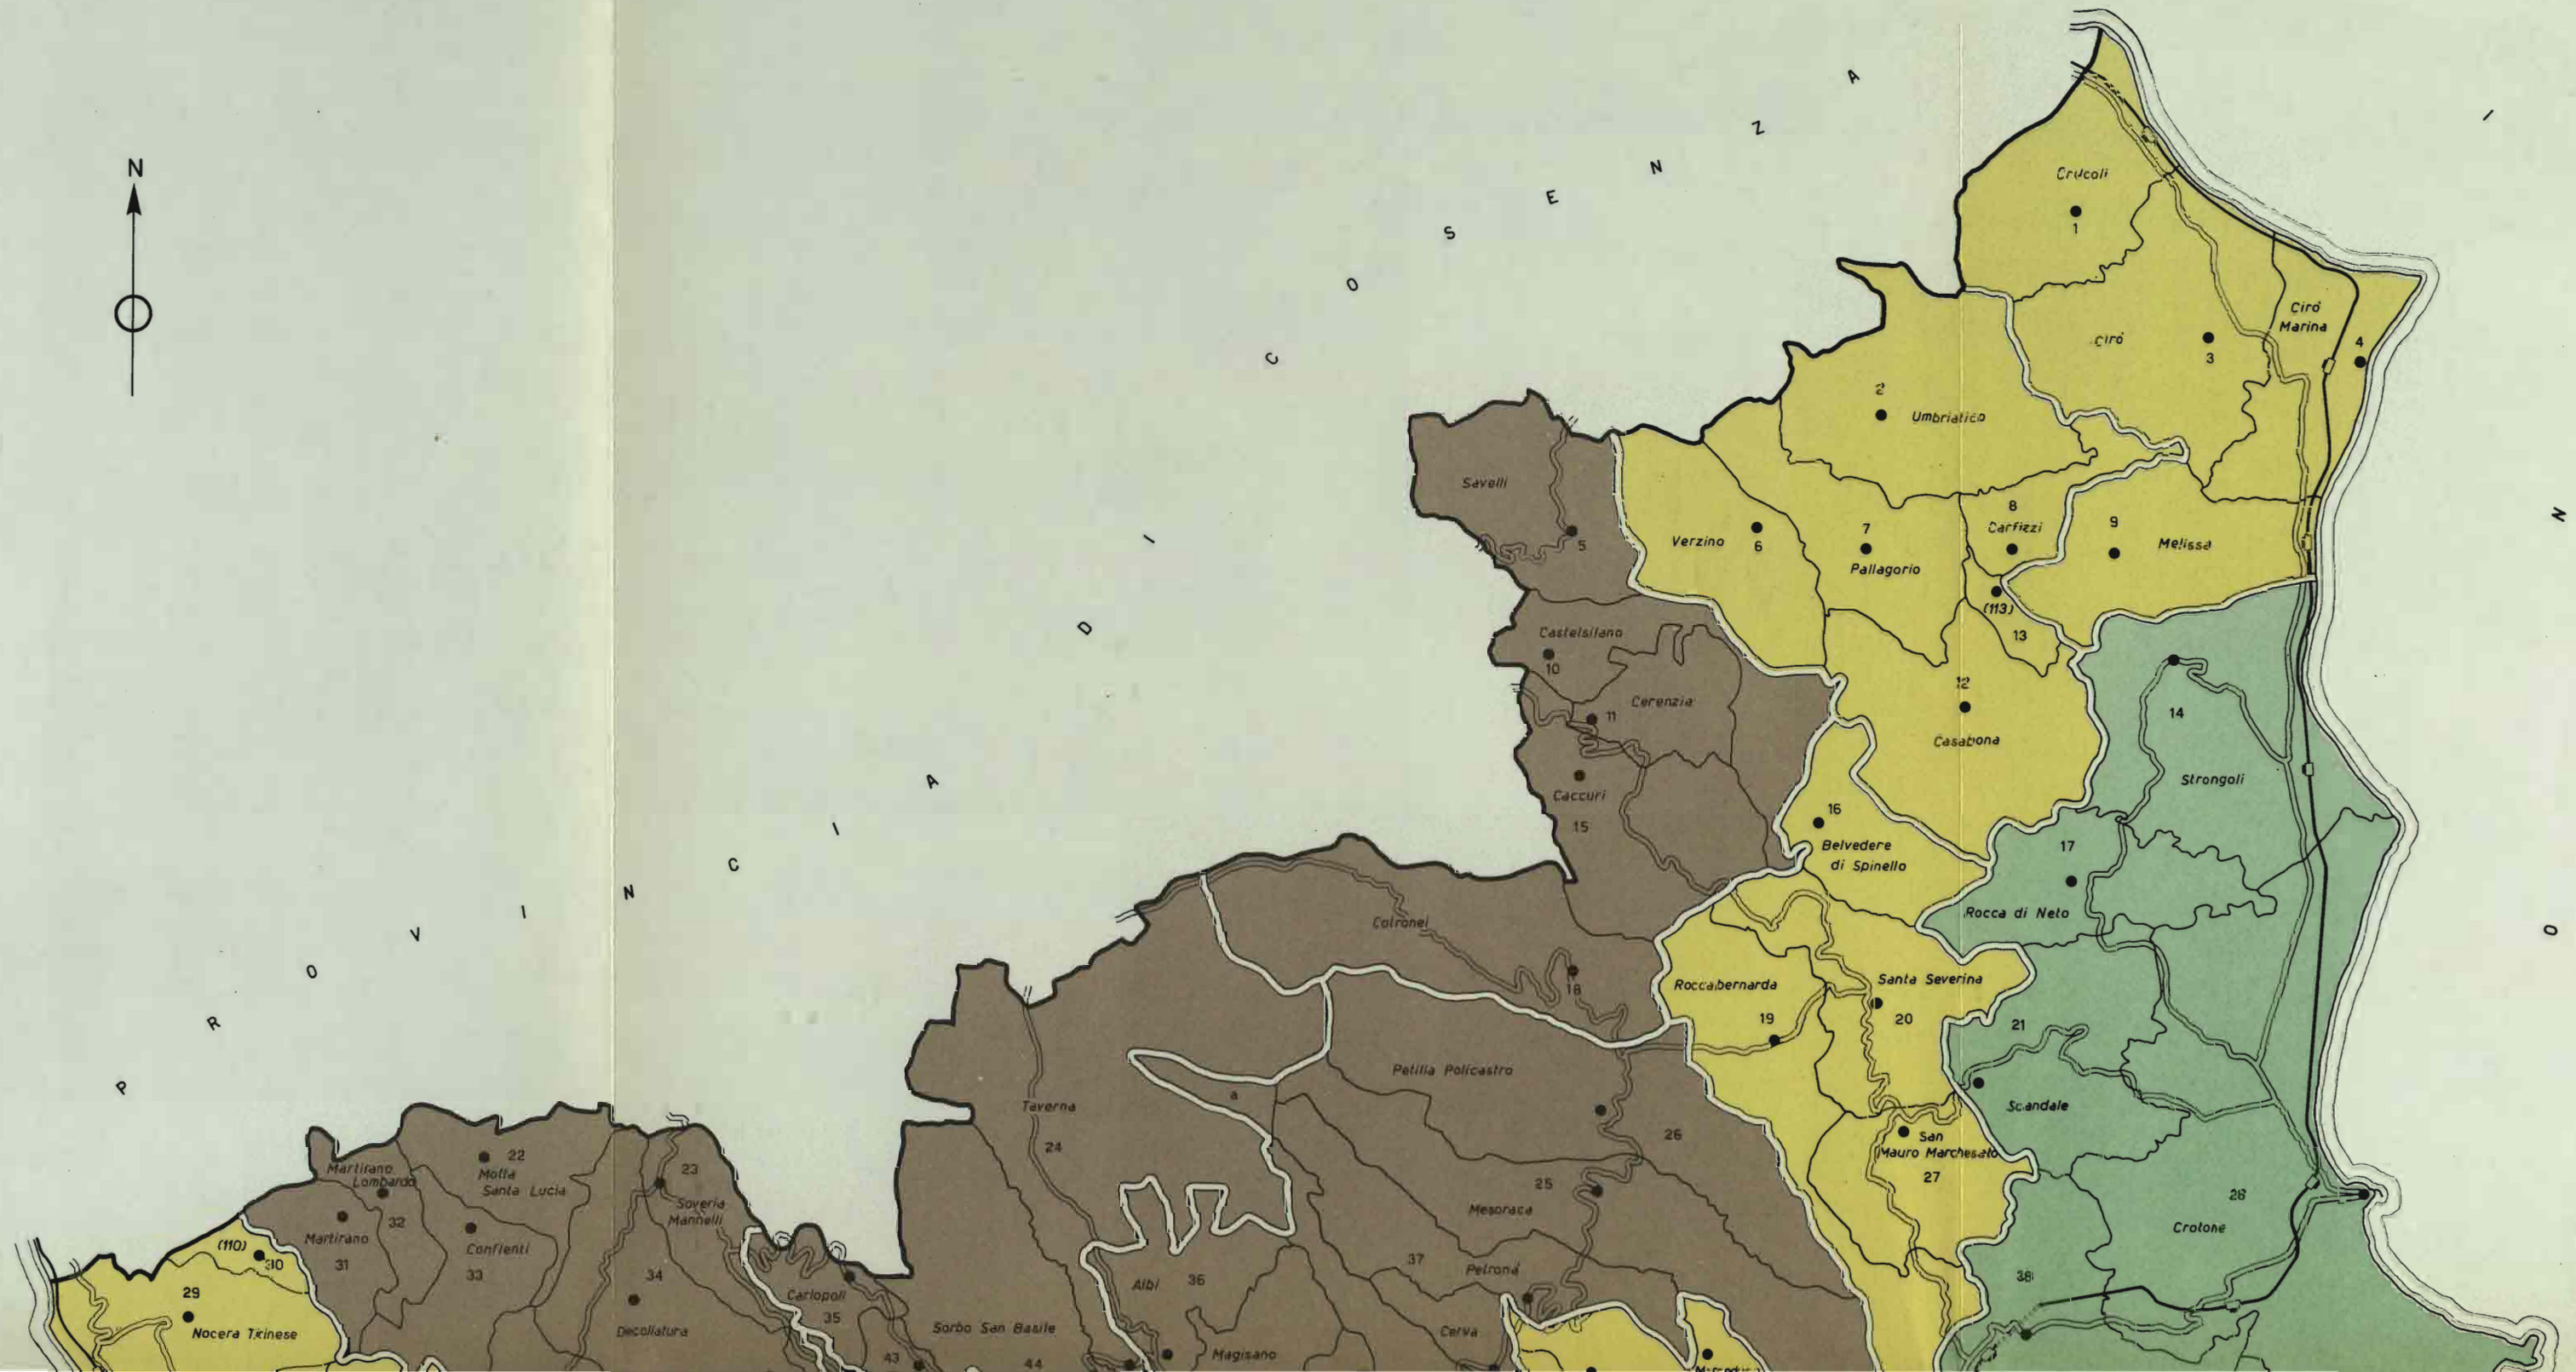 N
PROVINCIA DI COSENZA
I
N
O
Crucoli
1
Cirò
3
Cirò
Marina
4
2
Umbriatico
Savelli
5
Verzino
6
7
Pallagorio
8
Carfizzi
9
Melissa
(113)
13
Castelsilano
10
Cerenzia
11
12
Casabona
14
Strongoli
Caccuri
15
16
Belvedere
di Spinello
17
Rocca di Neto
Cotronei
18
Roccabernarda
19
Santa Severina
20
21
Scandale
Petilia Policastro
26
Taverna
24
a
San
Mauro Marchesato
27
28
Crotone
38
25
Mesoraca
37
Petronà
Cerva
Martirano
Lombardo
32
22
Motta
Santa Lucia
23
Soveria
Mannelli
Martirano
31
Conflenti
33
34
Decollatura
(110)
30
29
Nocera Tirinese
Carlopoli
35
43
Sorbo San Basile
44
Albi
36
Magisano